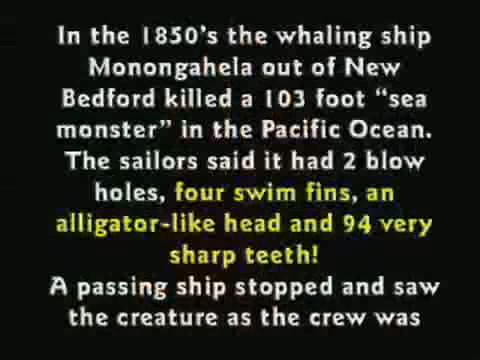 In the 1850's the whaling ship
Monongahela out of New
Bedford killed a 103 foot “sea
monster” in the Pacific Ocean.
The sailors said it had 2 blow
holes, four swim fins, an
alligator-like head and 94 very
sharp teeth!
A passing ship stopped and saw
the creature as the crew was